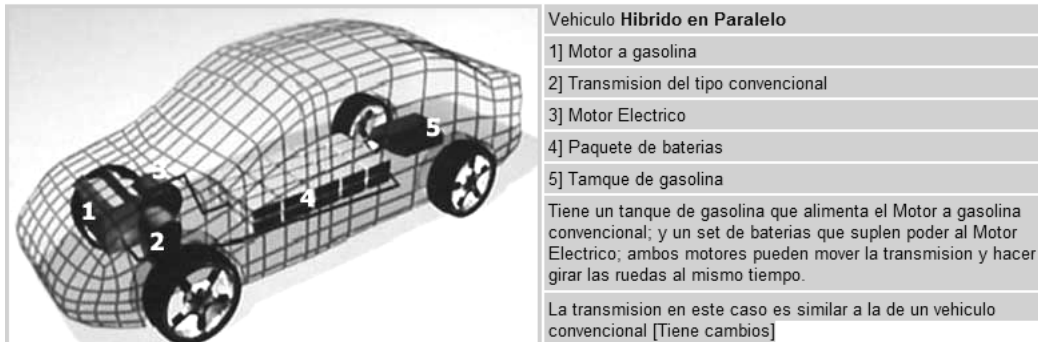 1
2
3
4
5
Vehiculo Hibrido en Paralelo
1] Motor a gasolina
2] Transmision del tipo convencional
3] Motor Electrico
4] Paquete de baterias
5] Tamque de gasolina
Tiene un tanque de gasolina que alimenta el Motor a gasolina
convencional; y un set de baterias que suplen poder al Motor
Electrico; ambos motores pueden mover la transmision y hacer
girar las ruedas al mismo tiempo.
La transmision en este caso es similar a la de un vehiculo
convencional [Tiene cambios]